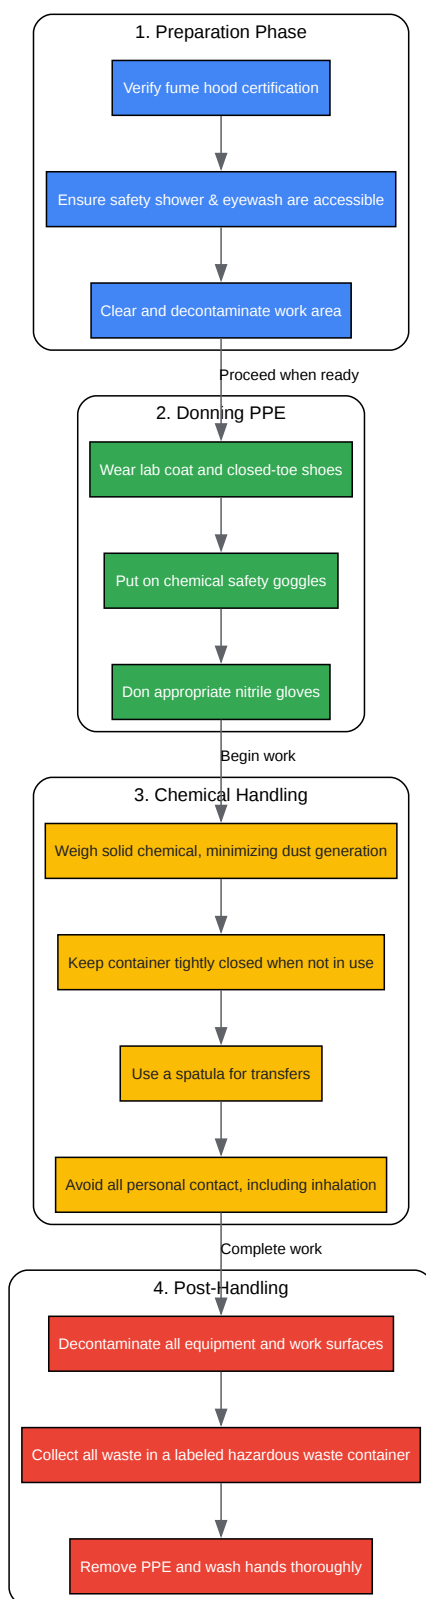 1. Preparation Phase
Verify fume hood certification
Ensure safety shower & eyewash are accessible
Clear and decontaminate work area
Proceed when ready
2. Donning PPE
Wear lab coat and closed-toe shoes
Put on chemical safety goggles
Don appropriate nitrile gloves
Begin work
3. Chemical Handling
Weigh solid chemical, minimizing dust generation
Keep container tightly closed when not in use
Use a spatula for transfers
Avoid all personal contact, including inhalation
Complete work
4. Post-Handling
Decontaminate all equipment and work surfaces
Collect all waste in a labeled hazardous waste container
Remove PPE and wash hands thoroughly